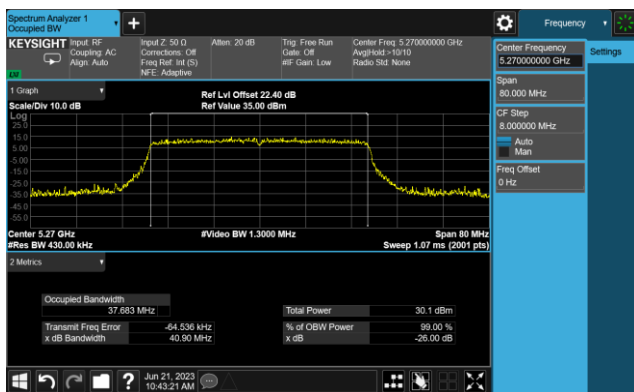 Spectrum Analyzer 1
Occupied BW
Frequency
KEYSIGHT
Input: RF
Coupling: AC
Align: Auto
Input Z: 50 Ω
Corrections: Off
Freq Ref: Int (S)
NFE: Adaptive
Atten: 20 dB
Trig: Free Run
Gate: Off
#IF Gain: Low
Center Freq: 5.270000000 GHz
Avg|Hold:>10/10
Radio Std: None
LXI
Center Frequency
5.270000000 GHz
Settings
Span
80.000 MHz
CF Step
8.000000 MHz
Auto
Man
Freq Offset
0 Hz
1 Graph
Scale/Div 10.0 dB
Ref Lvl Offset 22.40 dB
Ref Value 35.00 dBm
Log
25.0
15.0
5.00
-5.00
-15.0
-25.0
-35.0
-45.0
-55.0
Center 5.27 GHz
#Res BW 430.00 kHz
#Video BW 1.3000 MHz
Span 80 MHz
Sweep 1.07 ms (2001 pts)
2 Metrics
Occupied Bandwidth
37.683 MHz
Total Power 30.1 dBm
Transmit Freq Error -64.536 kHz
% of OBW Power 99.00 %
x dB Bandwidth 40.90 MHz
x dB -26.00 dB
Jun 21, 2023
10:43:21 AM